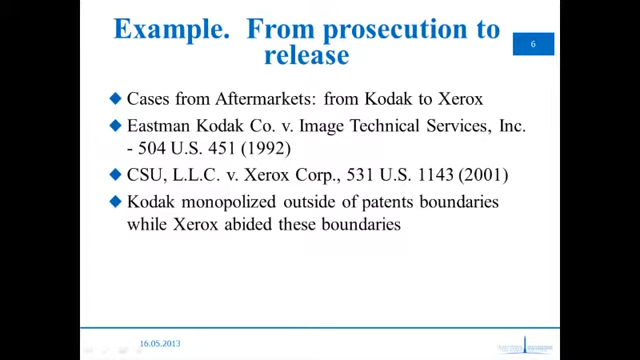 Example. From prosecution to
release
6
Cases from Aftermarkets: from Kodak to Xerox
Eastman Kodak Co. v. Image Technical Services, Inc.
- 504 U.S. 451 (1992)
CSU, L.L.C. v. Xerox Corp., 531 U.S. 1143 (2001)
Kodak monopolized outside of patents boundaries
while Xerox abided these boundaries
16.05.2013